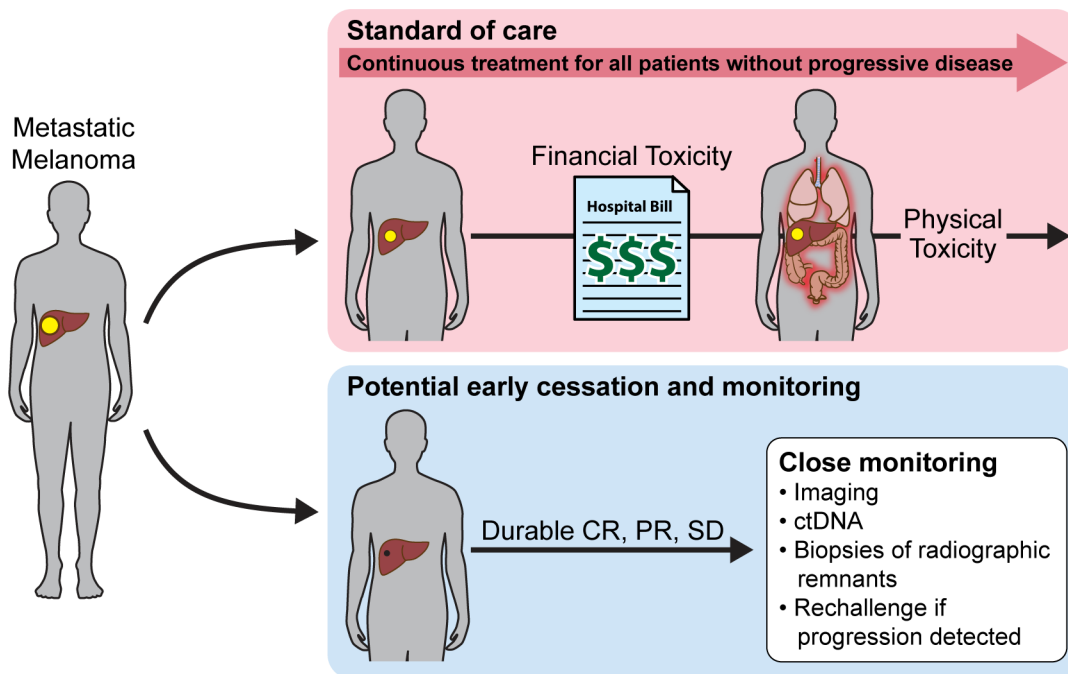 Metastatic
Melanoma
Standard of care
Continuous treatment for all patients without progressive disease
Financial Toxicity
Hospital Bill
$$$
Physical
Toxicity
Potential early cessation and monitoring
Durable CR, PR, SD
Close monitoring
• Imaging
• ctDNA
• Biopsies of radiographic
remnants
• Rechallenge if
progression detected